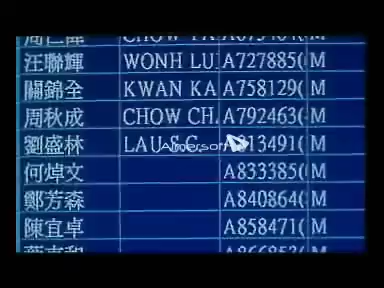 汪聯輝 WONH LU A727885( M
關錦全 KWAN KA A758129( M
周秋成 CHOW CH. A792463( M
劉盛林 LAU S.C. A813491( M
何焯文 A833385( M
鄭芳森 A840864( M
陳宜卓 A858471( M